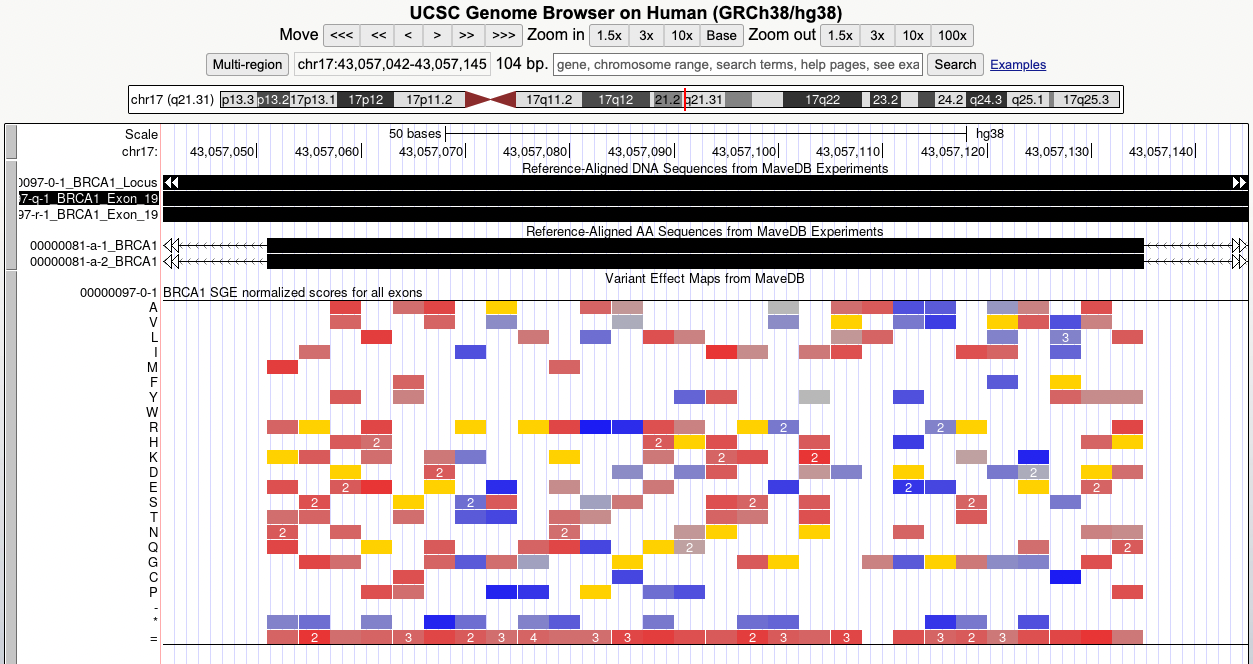 UCSC Genome Browser on Human (GRCh38/hg38)
Move <<< << < > >> >>> Zoom in 1.5x 3x 10x Base Zoom out 1.5x 3x 10x 100x
Multi-region chr17:43,057,042-43,057,145 104 bp. gene, chromosome range, search terms, help pages, see exa Search Examples
chr17 (q21.31) p13.3 p13.2 17p13.1 17p12 17p11.2 17q11.2 17q12 21.2 q21.31 17q22 23.2 24.2 q24.3 q25.1 17q25.3
Scale 50 bases hg38
chr17: 43,057,050 43,057,060 43,057,070 43,057,080 43,057,090 43,057,100 43,057,110 43,057,120 43,057,130 43,057,140
Reference-Aligned DNA Sequences from MaveDB Experiments
0097-0-1_BRCA1_Locus
97-q-1_BRCA1_Exon_19
97-r-1_BRCA1_Exon_19
Reference-Aligned AA Sequences from MaveDB Experiments
00000081-a-1_BRCA1
00000081-a-2_BRCA1
Variant Effect Maps from MaveDB
00000097-0-1 BRCA1 SGE normalized scores for all exons
A
V
L 3
I
M
F
Y
W
R 2 2
H 2 2
K 2 2
D 2 2
E 2 2 2
S 2 2 2 2
T
N 2 2
Q 2 2
G
C
P
-
*
= 2 3 2 3 4 3 3 2 3 3 3 2 3